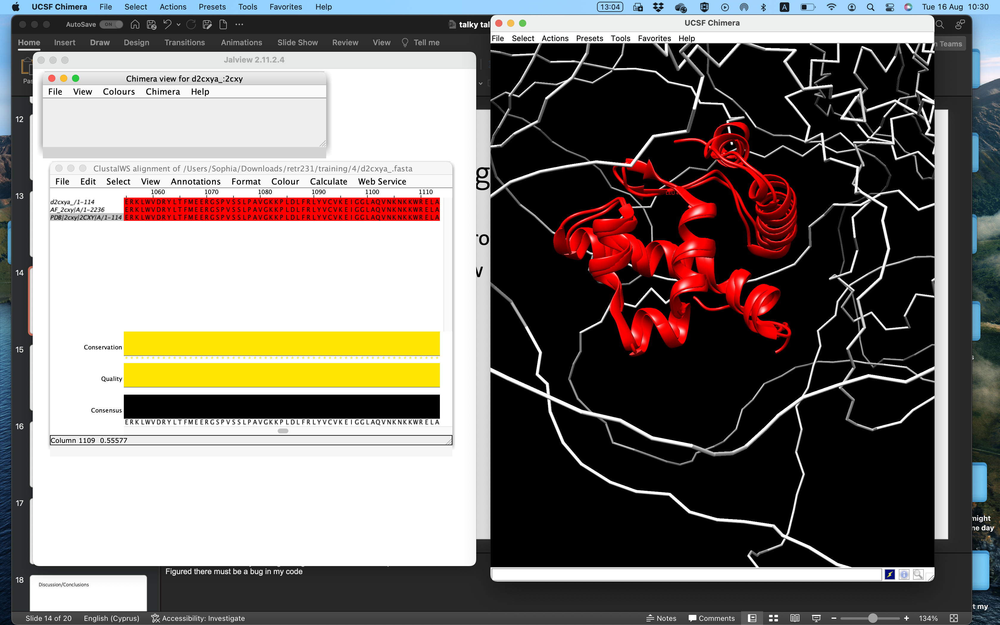 UCSF Chimera File Select Actions Presets Tools Favorites Help 13:04 A Tue 16 Aug 10:30
AutoSave ON talky tal
Home Insert Draw Design Transitions Animations Slide Show Review View Tell me Teams
UCSF Chimera
File Select Actions Presets Tools Favorites Help
Jalview 2.11.2.4
Chimera view for d2cxya_:2cxy
File View Colours Chimera Help
ClustalWS alignment of /Users/Sophia/Downloads/retr231/training/4/d2cxya_.fasta
File Edit Select View Annotations Format Colour Calculate Web Service
1060 1070 1080 1090 1100 1110
d2cxya_/1-114 ERKLWVDRYLTFMEERGSPVSSLPAVGKKPLDLFRLYVCVKEIGGLAQVNKNKKWRELA
AF_2cxy|A/1-2236 ERKLWVDRYLTFMEERGSPVSSLPAVGKKPLDLFRLYVCVKEIGGLAQVNKNKKWRELA
PDB|2cxy|2CXY|A/1-114 ERKLWVDRYLTFMEERGSPVSSLPAVGKKPLDLFRLYVCVKEIGGLAQVNKNKKWRELA
Conservation
Quality
Consensus
ERKLWVDRYLTFMEERGSPVSSLPAVGKKPLDLFRLYVCVKEIGGLAQVNKNKKWRELA
Column 1109 0.55577
LEU
12
13
14
15
16
17
18
Discussion/Conclusions
Figured there must be a bug in my code
might
ne day
t my
Slide 14 of 20 English (Cyprus) Accessibility: Investigate Notes Comments 134%